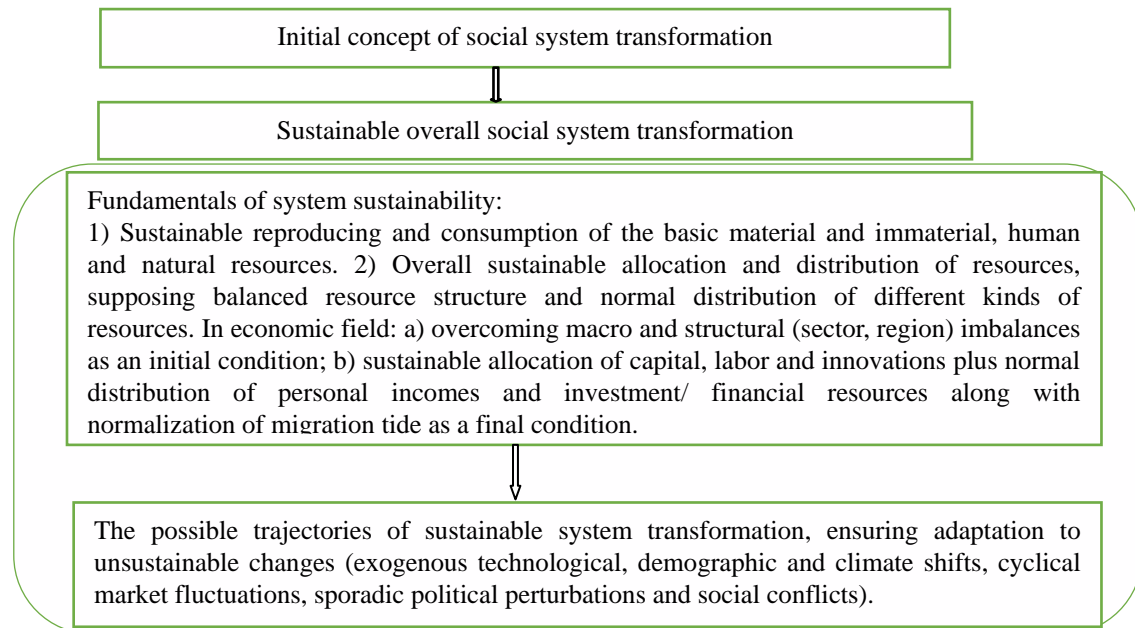 Initial concept of social system transformation
Sustainable overall social system transformation
Fundamentals of system sustainability:
1) Sustainable reproducing and consumption of the basic material and immaterial, human
and natural resources. 2) Overall sustainable allocation and distribution of resources,
supposing balanced resource structure and normal distribution of different kinds of
resources. In economic field: a) overcoming macro and structural (sector, region) imbalances
as an initial condition; b) sustainable allocation of capital, labor and innovations plus normal
distribution of personal incomes and investment/ financial resources along with
normalization of migration tide as a final condition.
The possible trajectories of sustainable system transformation, ensuring adaptation to
unsustainable changes (exogenous technological, demographic and climate shifts, cyclical
market fluctuations, sporadic political perturbations and social conflicts).